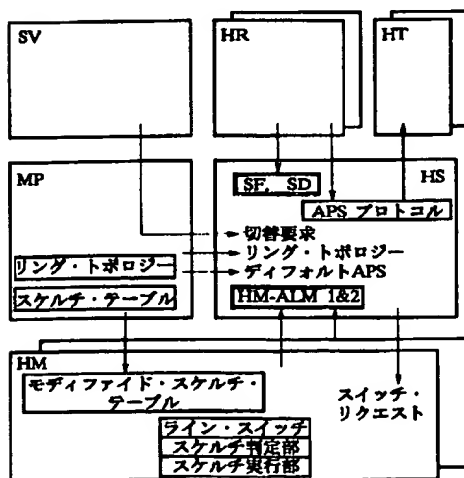 SV
HR
HT
MP
HS
SF, SD
APS プロトコル
切替要求
リング・トポロジー
ディフォルトAPS
リング・トポロジー
スケルチ・テーブル
HM-ALM 1&2
HM
モディファイド・スケルチ・
テーブル
ライン・スイッチ
スケルチ判定部
スケルチ実行部
スイッチ・
リクエスト